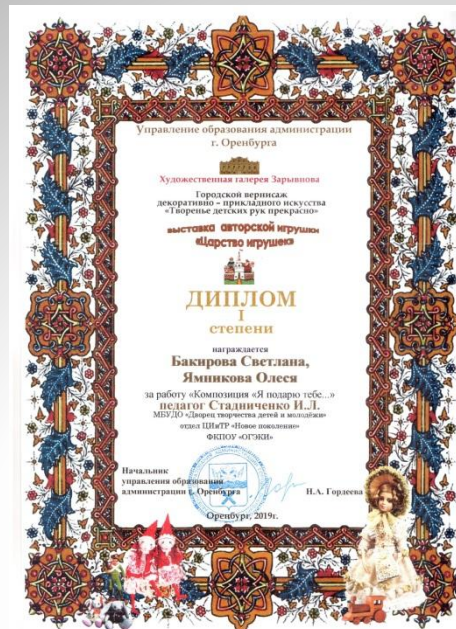 Управление образования администрации
г. Оренбурга
Художественная галерея Зарывнова
Городской вернисаж
декоративно - прикладного искусства
«Творенье детских рук прекрасно»
выставка авторской игрушки
«Царство игрушек»
ДИПЛОМ
I
степени
награждается
Бакирова Светлана,
Ямникова Олеся
за работу «Композиция «Я подарю тебе...»
педагог Стадниченко И.Л.
МБУДО «Дворец творчества детей и молодёжи»
отдел ЦНТТР «Новое поколение»
ФКПОУ «ОГЭКИ»
Начальник
управления образования
администрации г. Оренбурга Н.А. Гордеева
Оренбург, 2019г.